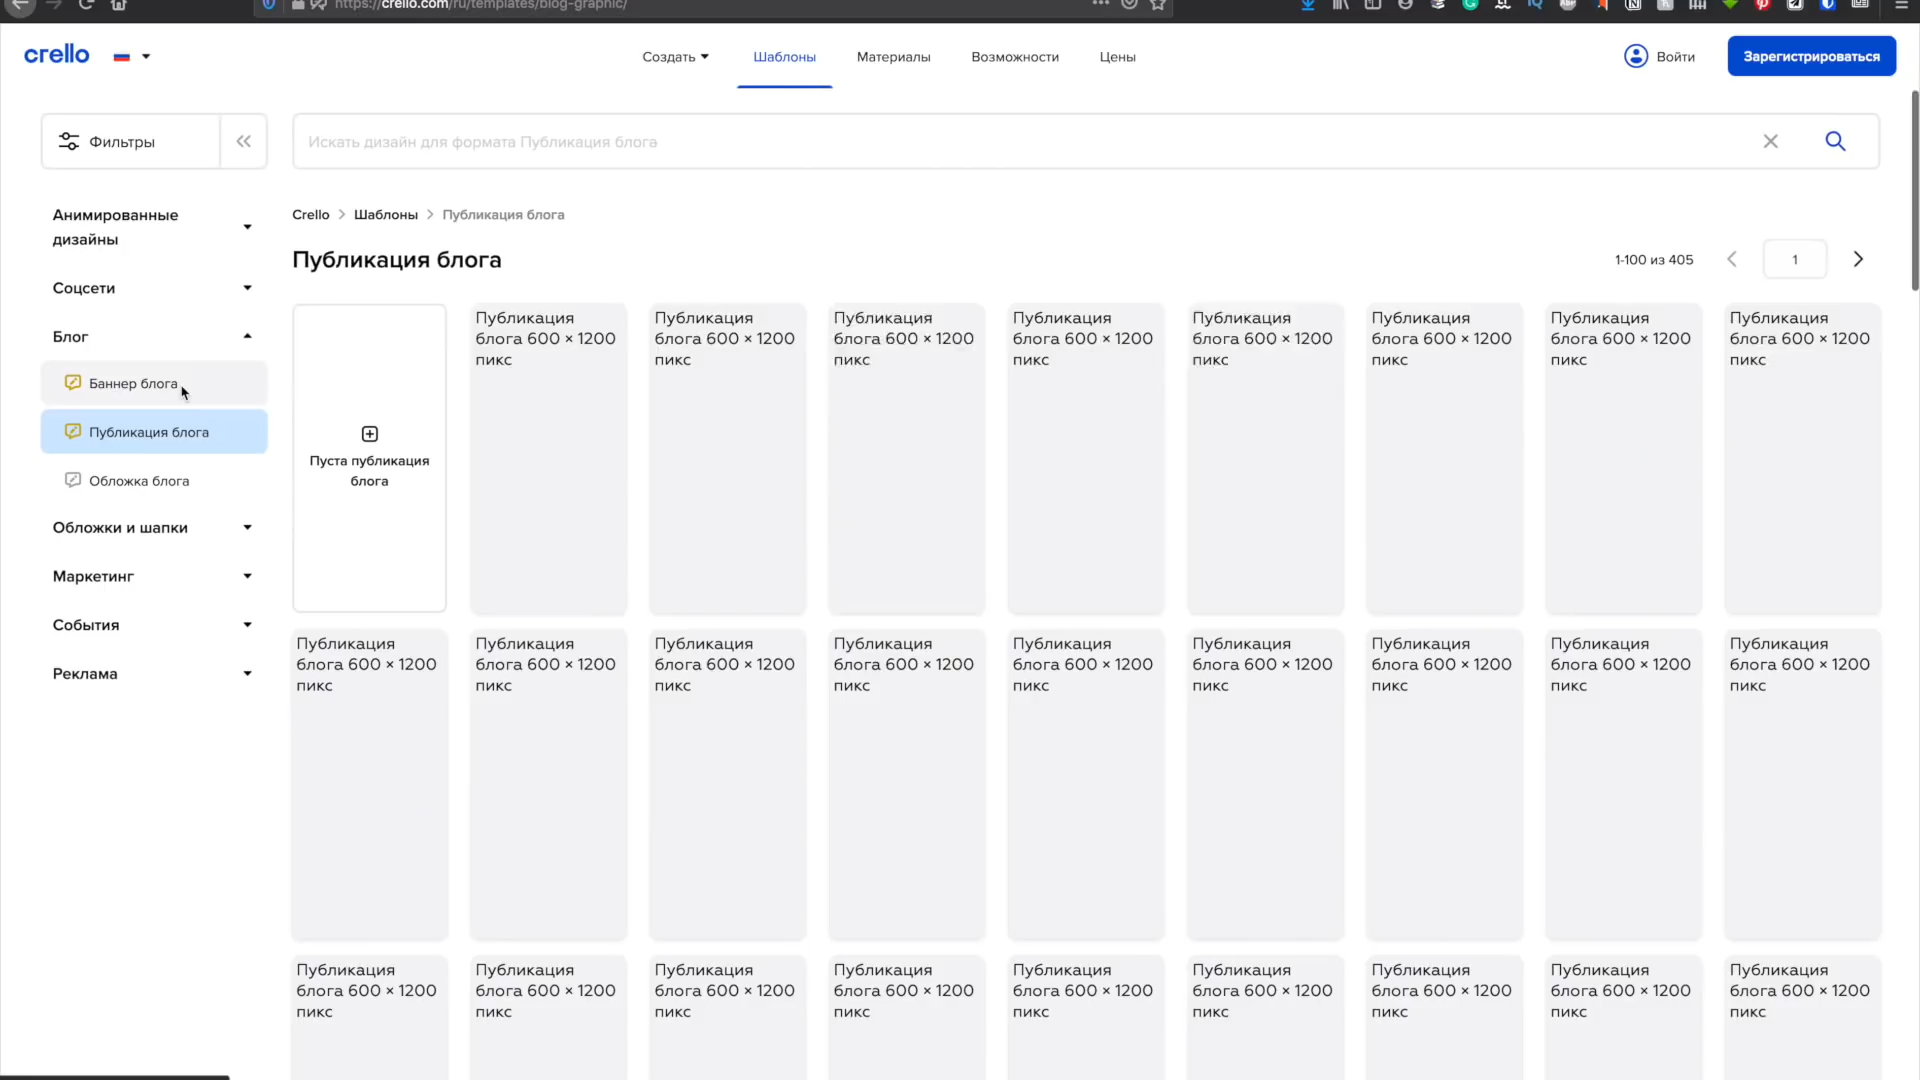 https://crello.com/ru/templates/blog-graphic/
crello
Создать
Шаблоны
Материалы
Возможности
Цены
Войти
Зарегистрироваться
Фильтры
Искать дизайн для формата Публикация блога
Анимированные
дизайны
Соцсети
Блог
Баннер блога
Публикация блога
Обложка блога
Обложки и шапки
Маркетинг
События
Реклама
Crello > Шаблоны > Публикация блога
Публикация блога
1-100 из 405
1
Пуста публикация
блога
Публикация
блога 600 × 1200
пикс
Публикация
блога 600 × 1200
пикс
Публикация
блога 600 × 1200
пикс
Публикация
блога 600 × 1200
пикс
Публикация
блога 600 × 1200
пикс
Публикация
блога 600 × 1200
пикс
Публикация
блога 600 × 1200
пикс
Публикация
блога 600 × 1200
пикс
Публикация
блога 600 × 1200
пикс
Публикация
блога 600 × 1200
пикс
Публикация
блога 600 × 1200
пикс
Публикация
блога 600 × 1200
пикс
Публикация
блога 600 × 1200
пикс
Публикация
блога 600 × 1200
пикс
Публикация
блога 600 × 1200
пикс
Публикация
блога 600 × 1200
пикс
Публикация
блога 600 × 1200
пикс
Публикация
блога 600 × 1200
пикс
Публикация
блога 600 × 1200
пикс
Публикация
блога 600 × 1200
пикс
Публикация
блога 600 × 1200
пикс
Публикация
блога 600 × 1200
пикс
Публикация
блога 600 × 1200
пикс
Публикация
блога 600 × 1200
пикс
Публикация
блога 600 × 1200
пикс
Публикация
блога 600 × 1200
пикс